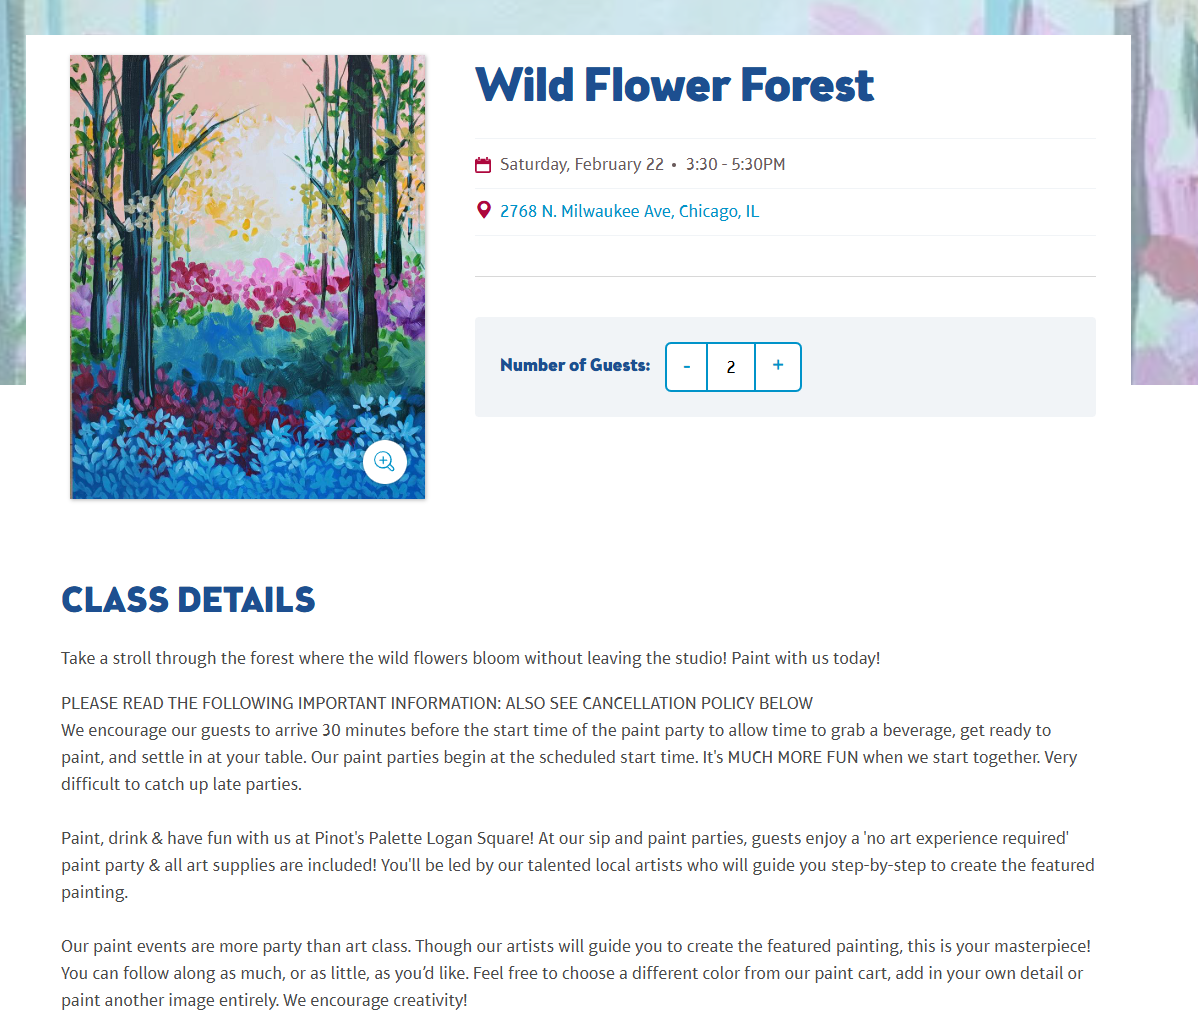 Wild Flower Forest
Saturday, February 22 • 3:30 - 5:30PM
2768 N. Milwaukee Ave, Chicago, IL
Number of Guests: - 2 +
CLASS DETAILS
Take a stroll through the forest where the wild flowers bloom without leaving the studio! Paint with us today!
PLEASE READ THE FOLLOWING IMPORTANT INFORMATION: ALSO SEE CANCELLATION POLICY BELOW
We encourage our guests to arrive 30 minutes before the start time of the paint party to allow time to grab a beverage, get ready to
paint, and settle in at your table. Our paint parties begin at the scheduled start time. It's MUCH MORE FUN when we start together. Very
difficult to catch up late parties.
Paint, drink & have fun with us at Pinot's Palette Logan Square! At our sip and paint parties, guests enjoy a 'no art experience required'
paint party & all art supplies are included! You'll be led by our talented local artists who will guide you step-by-step to create the featured
painting.
Our paint events are more party than art class. Though our artists will guide you to create the featured painting, this is your masterpiece!
You can follow along as much, or as little, as you’d like. Feel free to choose a different color from our paint cart, add in your own detail or
paint another image entirely. We encourage creativity!